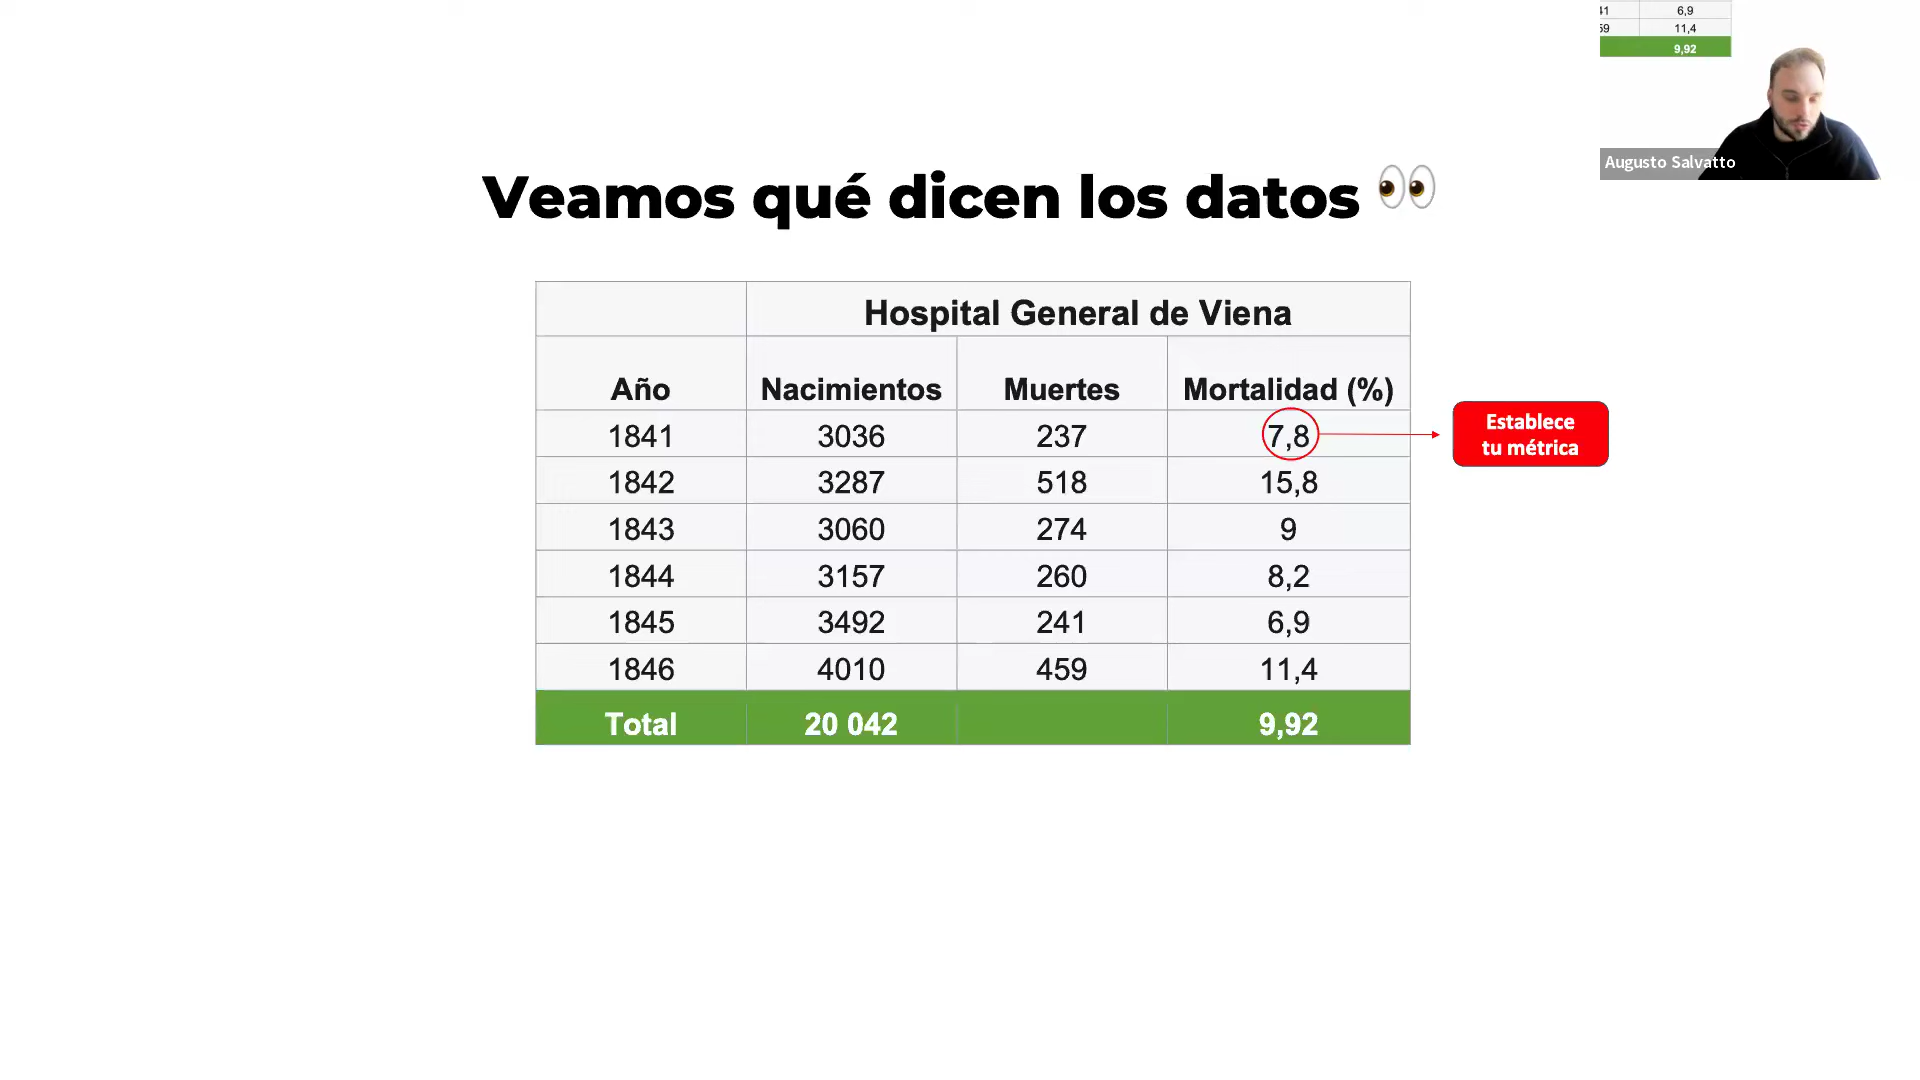 41 6,9
59 11,4
9,92
Augusto Salvatto
Veamos qué dicen los datos 👀
Hospital General de Viena
Año Nacimientos Muertes Mortalidad (%)
1841 3036 237 7,8
Establece
tu métrica
1842 3287 518 15,8
1843 3060 274 9
1844 3157 260 8,2
1845 3492 241 6,9
1846 4010 459 11,4
Total 20 042 9,92